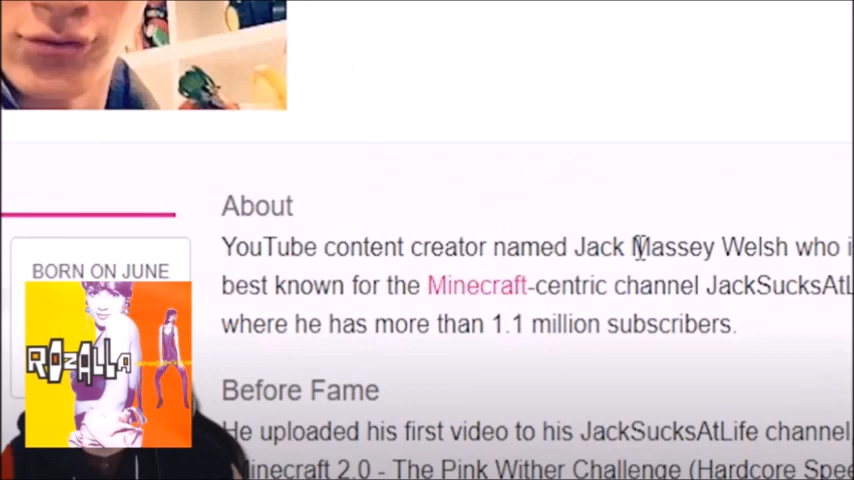 About
YouTube content creator named Jack Massey Welsh who i
best known for the Minecraft-centric channel JackSucksAtL
where he has more than 1.1 million subscribers.
BORN ON JUNE
ROZALLA
Before Fame
He uploaded his first video to his JackSucksAtLife channel,
Minecraft 2.0 - The Pink Wither Challenge (Hardcore Spee